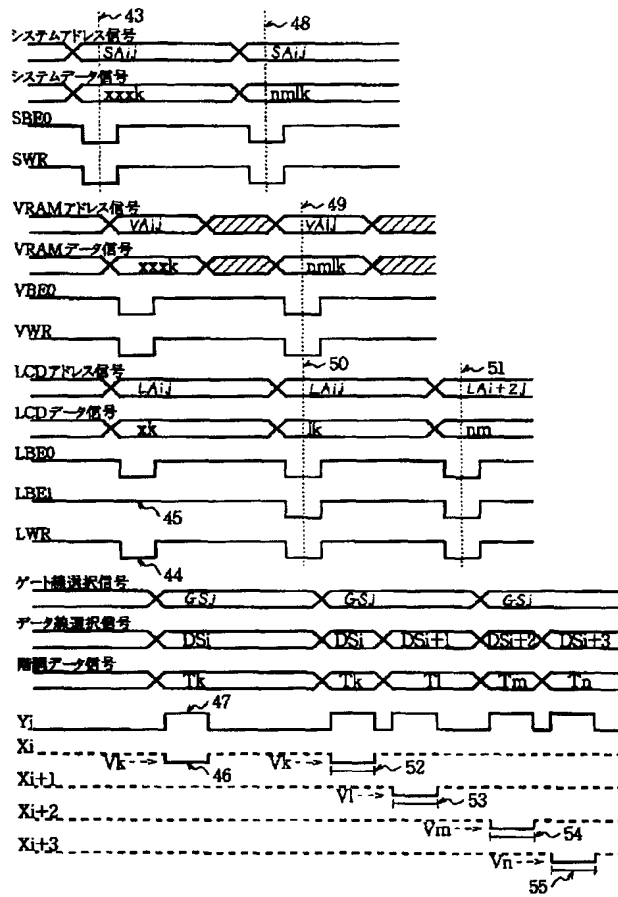 43 48
システムアドレス信号
SAij SAij
システムデータ信号
xxxk nmlk
SBE0
SWR
49
VRAMアドレス信号
VAij VAij
VRAMデータ信号
xxxk nmlk
VBE0
VWR
50 51
LCDアドレス信号
LAij LAij LAi+2j
LCDデータ信号
xk lk nm
LBE0
LBE1
45
LWR
44
ゲート線選択信号
GSj GSj GSj
データ線選択信号
DSi DSi DSi+1 DSi+2 DSi+3
階調データ信号
Tk Tk Tl Tm Tn
47
Yj
Xi
Vk Vk
46 52
Xi+1
Vl 53
Xi+2
Vm 54
Xi+3
Vn
55